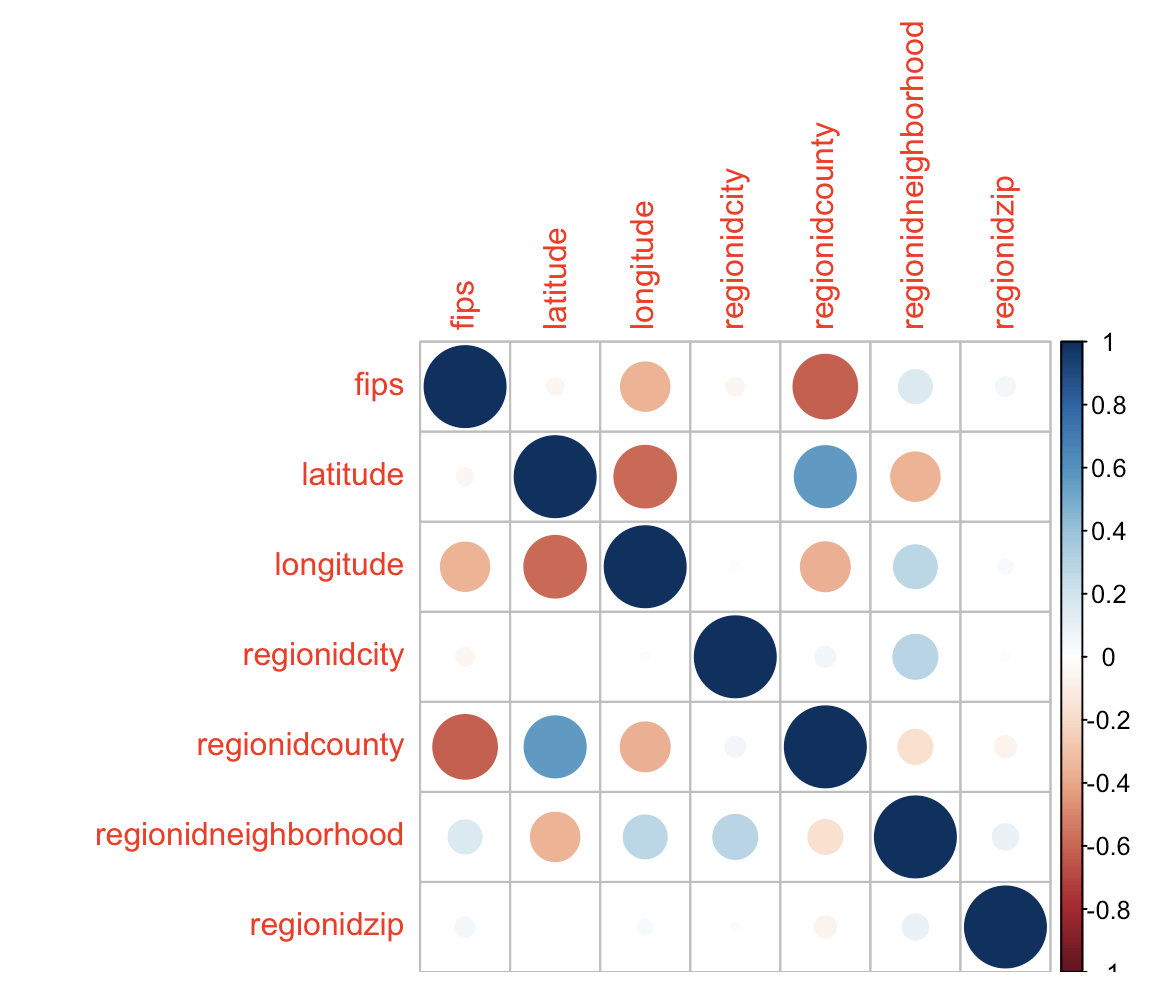 fips
latitude
longitude
regionidcity
regionidcounty
regionidneighborhood
regionidzip
fips
latitude
longitude
regionidcity
regionidcounty
regionidneighborhood
regionidzip
1
0.8
0.6
0.4
0.2
0
-0.2
-0.4
-0.6
-0.8
-1